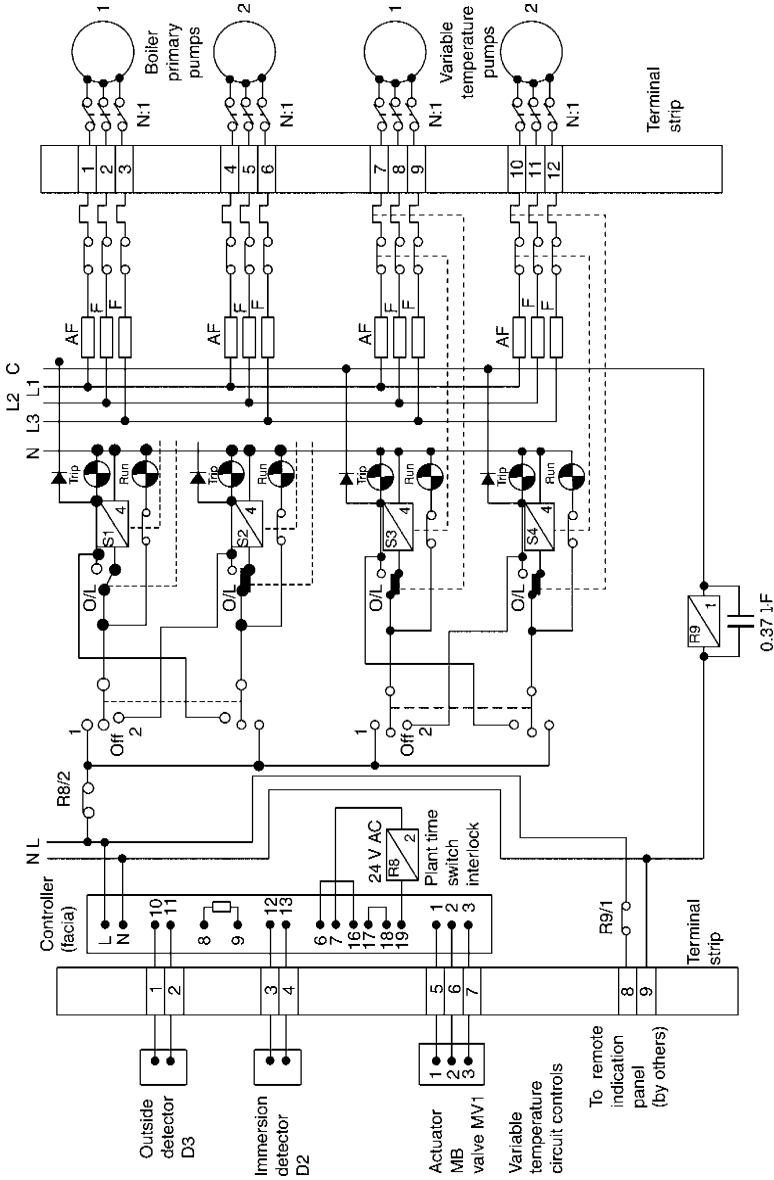 1
Boiler
primary
pumps
2
1
Variable
temperature
pumps
2
N:1
N:1
N:1
N:1
Terminal
strip
1
2
3
4
5
6
7
8
9
10
11
12
AF
F
F
AF
F
F
AF
F
F
AF
F
F
C
L1
L2
L3
N
Trip
Run
Trip
Run
Trip
Run
Trip
Run
S1
4
S2
4
S3
4
S4
4
O/L
O/L
O/L
O/L
R9
1
0.37
1
Off
2
1
Off
2
R8/2
N L
24 V AC
R8
2
Plant time
switch
interlock
Controller
(facia)
L
N
10
11
8
9
12
13
6
7
16
17
18
19
1
2
3
R9/1
Terminal
strip
1
2
3
4
5
6
7
8
9
1
2
3
Outside
detector
D3
Immersion
detector
D2
Actuator
MB
valve MV1
Variable
temperature
circuit controls
To remote
indication
panel
(by others)